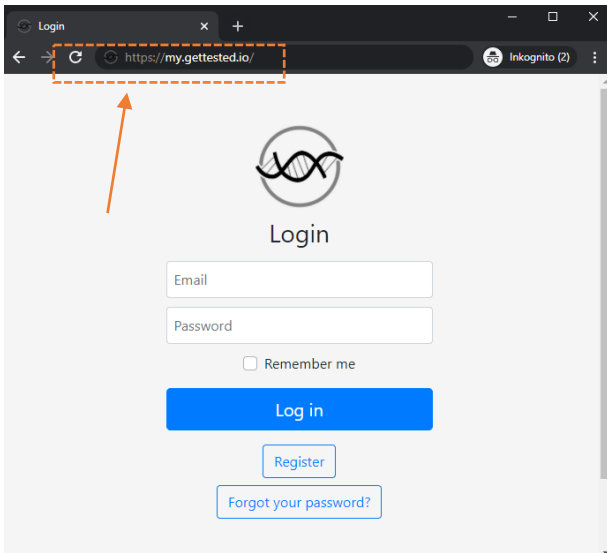 Login
https://my.gettested.io/
Inkognito (2)
Login
Email
Password
Remember me
Log in
Register
Forgot your password?